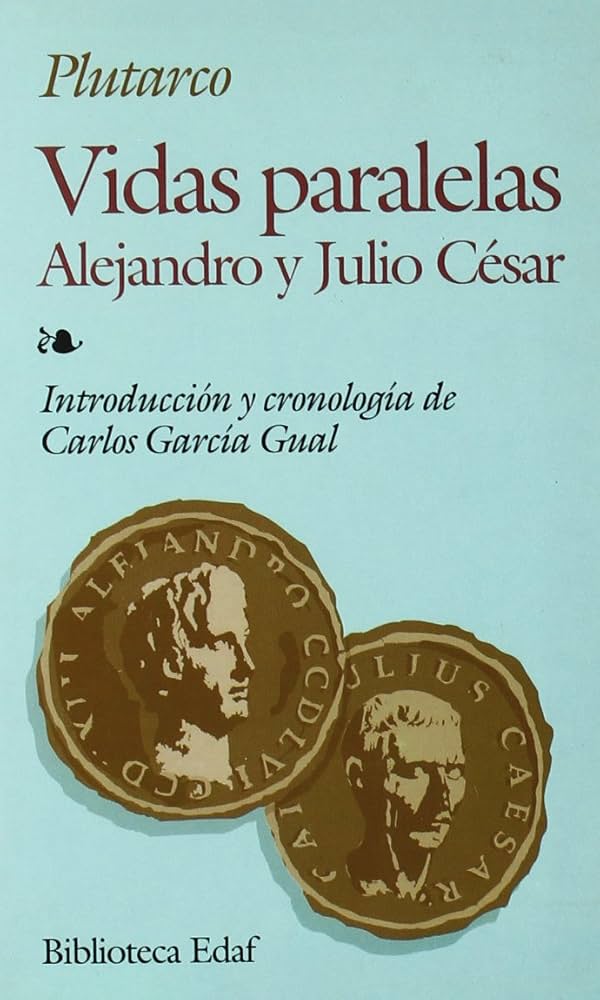 Plutarco
Vidas paralelas
Alejandro y Julio César
Introducción y cronología de
Carlos García Gual
ALEJANDRO
JULIUS CAESAR
Biblioteca Edaf